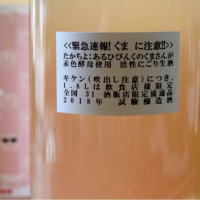 <<緊急速報!くま に注意!!>>
たかちよ:あるひびんくのくまさんが
赤色酵母使用 活性にごり生酒
キケン(吹出し注意)につき、
1.8Lは飲食店様限定
全国31酒販店限定流通品
2018年 試験醸造酒